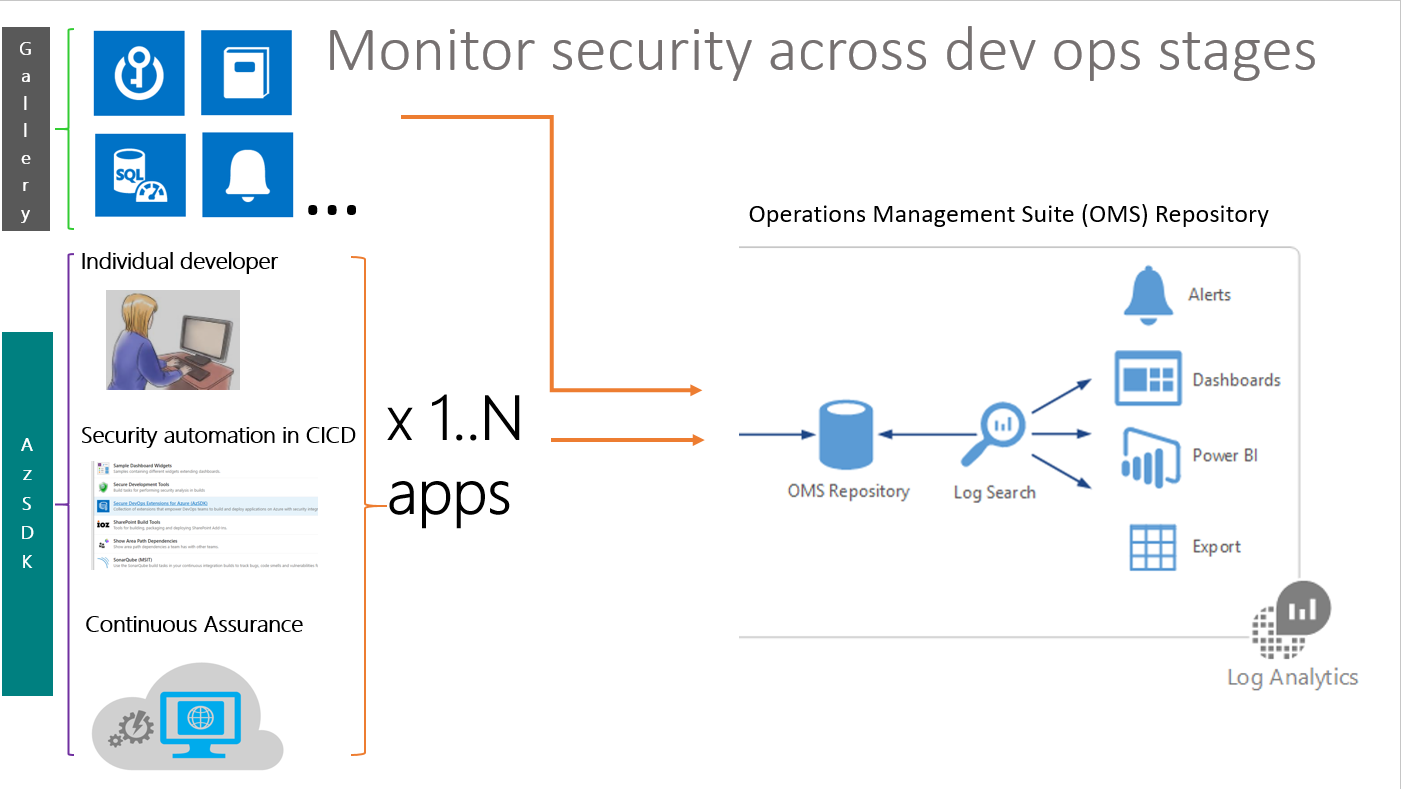 Monitor security across dev ops stages
Gallery
SQL
...
Operations Management Suite (OMS) Repository
Individual developer
Alerts
Dashboards
x 1..N
apps
AzSDK
Security automation in CICD
Power BI
Sample Dashboard Widgets
Samples containing different widgets extending dashboards.
Secure Development Tools
Build tasks for performing security analysis in builds
Secure DevOps Extensions for Azure (AzSDK)
Collection of extensions that empower DevOps teams to build and deploy applications on Azure with security integr
ioz
SharePoint Build Tools
Tools for building, packaging and deploying SharePoint Add-ins.
Show Area Path Dependencies
Show area path dependencies a team has with other teams.
SonarQube (MSIT)
Use the SonarQube build tasks in your continuous integration builds to track bugs, code smells and vulnerabilities
OMS Repository
Log Search
Export
Continuous Assurance
Log Analytics